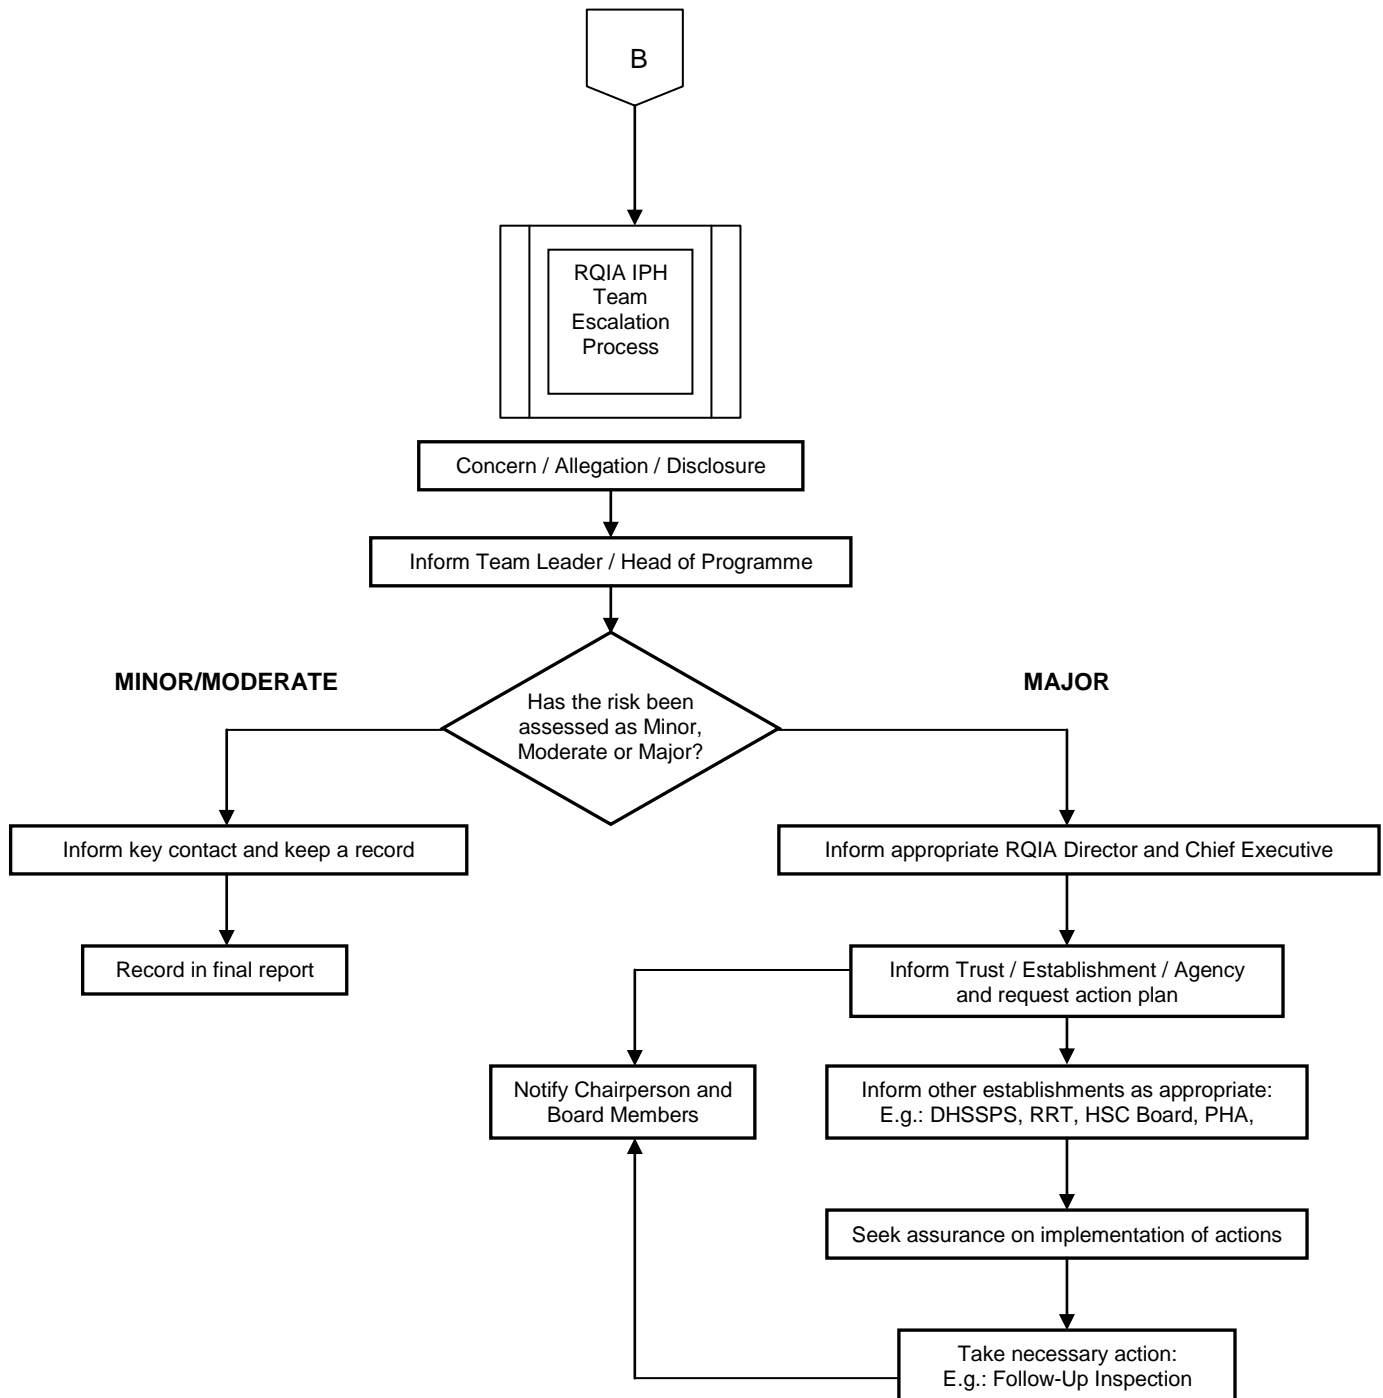 B
RQIA IPH
Team
Escalation
Process
Concern / Allegation / Disclosure
Inform Team Leader / Head of Programme
MINOR/MODERATE
MAJOR
Has the risk been
assessed as Minor,
Moderate or Major?
Inform key contact and keep a record
Inform appropriate RQIA Director and Chief Executive
Record in final report
Inform Trust / Establishment / Agency
and request action plan
Notify Chairperson and
Board Members
Inform other establishments as appropriate:
E.g.: DHSSPS, RRT, HSC Board, PHA,
Seek assurance on implementation of actions
Take necessary action:
E.g.: Follow-Up Inspection